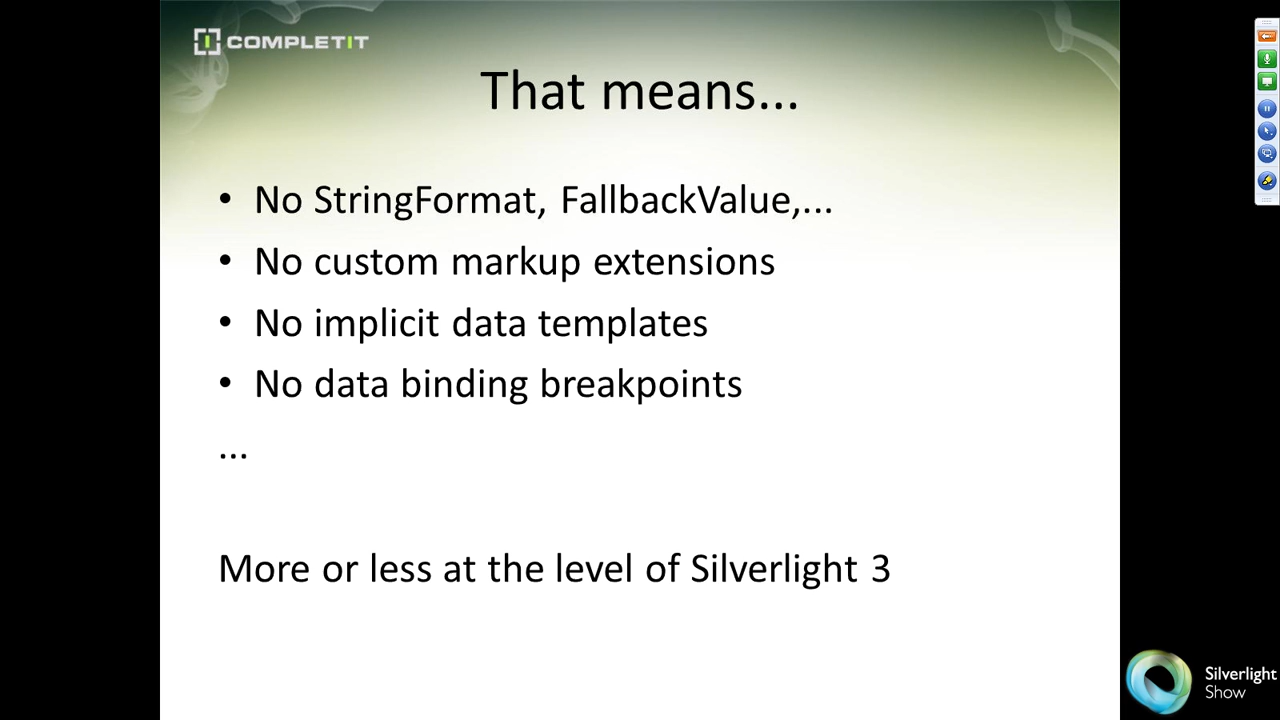 COMPLETIT
That means...
• No StringFormat, FallbackValue,...
• No custom markup extensions
• No implicit data templates
• No data binding breakpoints
...
More or less at the level of Silverlight 3
Silverlight
Show